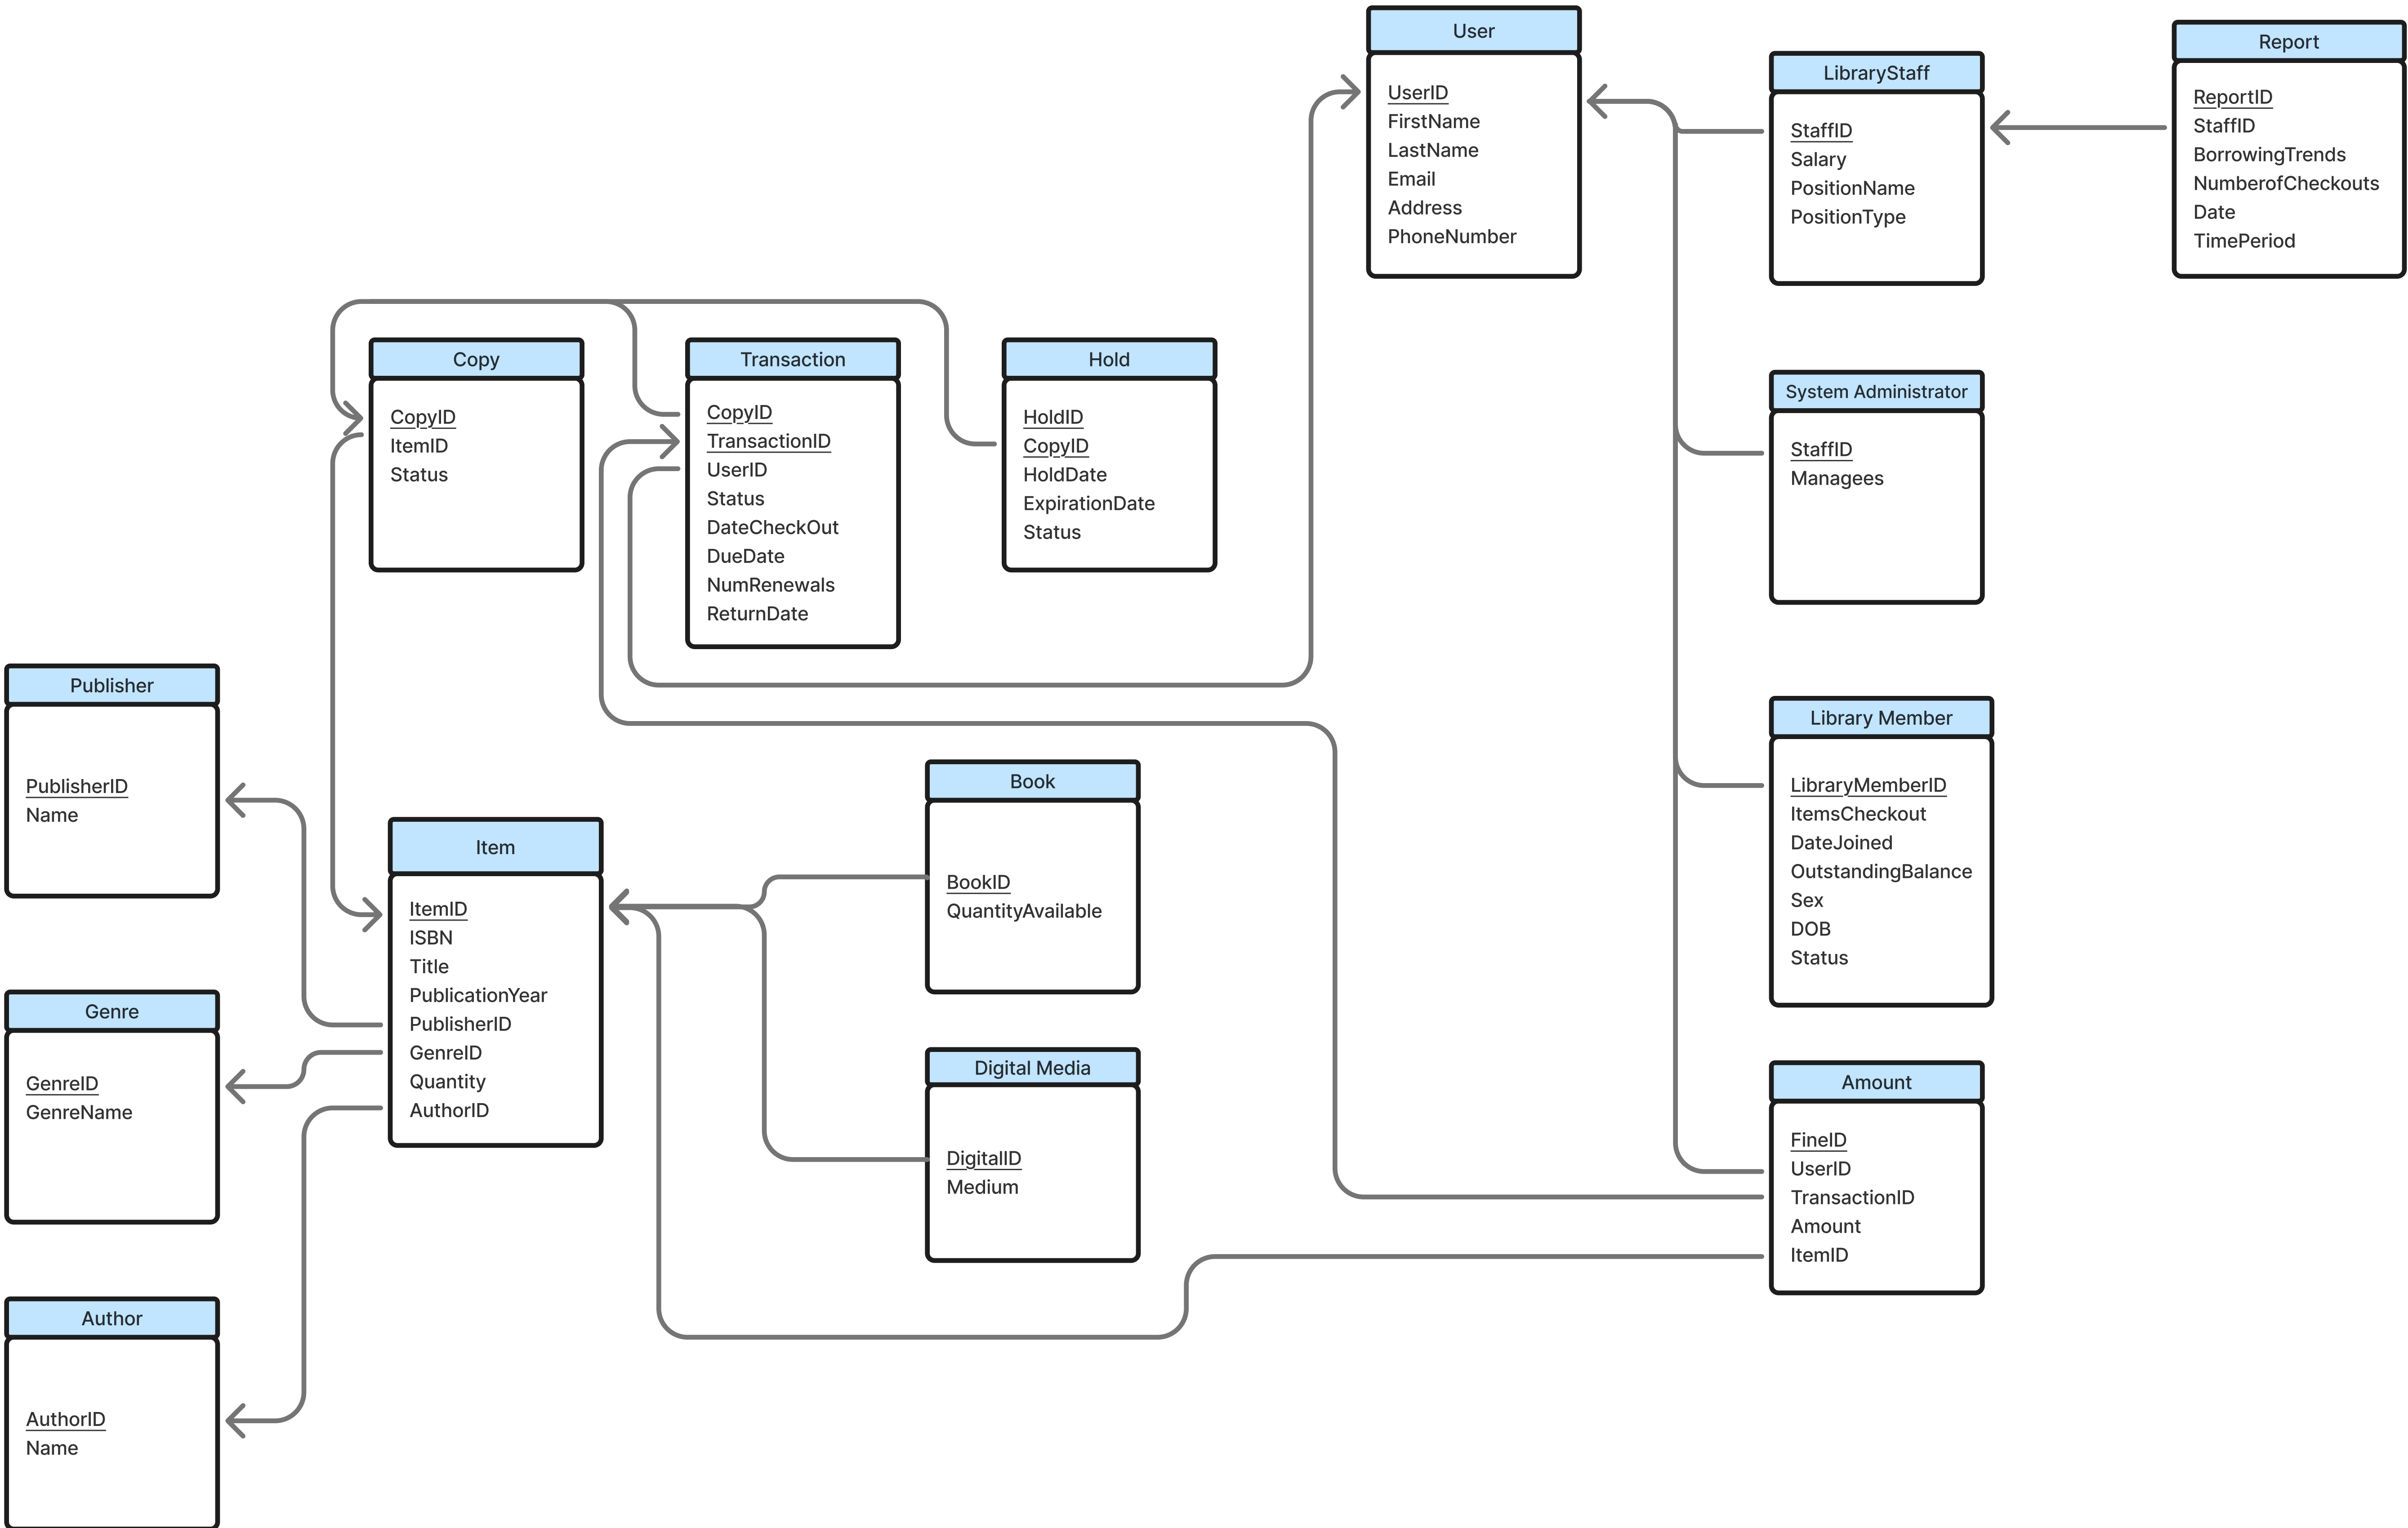 User
UserID
FirstName
LastName
Email
Address
PhoneNumber
LibraryStaff
StaffID
Salary
PositionName
PositionType
Report
ReportID
StaffID
BorrowingTrends
NumberofCheckouts
Date
TimePeriod
Copy
CopyID
ItemID
Status
Transaction
CopyID
TransactionID
UserID
Status
DateCheckOut
DueDate
NumRenewals
ReturnDate
Hold
HoldID
CopyID
HoldDate
ExpirationDate
Status
System Administrator
StaffID
Managees
Publisher
PublisherID
Name
Library Member
LibraryMemberID
ItemsCheckout
DateJoined
OutstandingBalance
Sex
DOB
Status
Item
ItemID
ISBN
Title
PublicationYear
PublisherID
GenreID
Quantity
AuthorID
Book
BookID
QuantityAvailable
Genre
GenreID
GenreName
Digital Media
DigitalID
Medium
Amount
FineID
UserID
TransactionID
Amount
ItemID
Author
AuthorID
Name